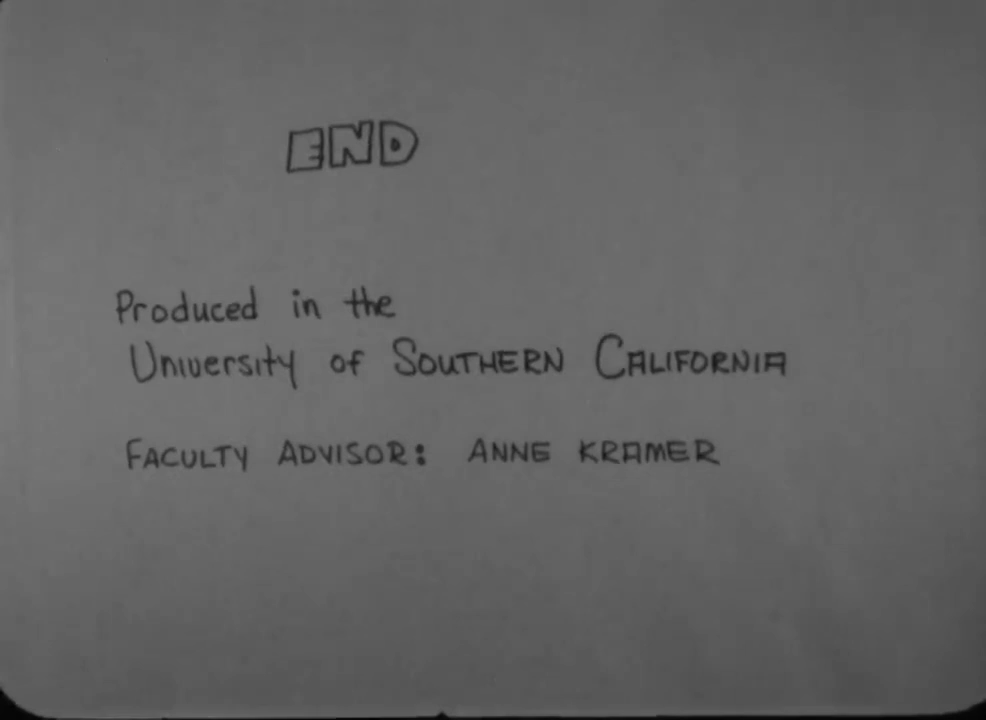 END
Produced in the
University of SOUTHERN CALIFORNIA
FACULTY ADVISOR: ANNE KRAMER